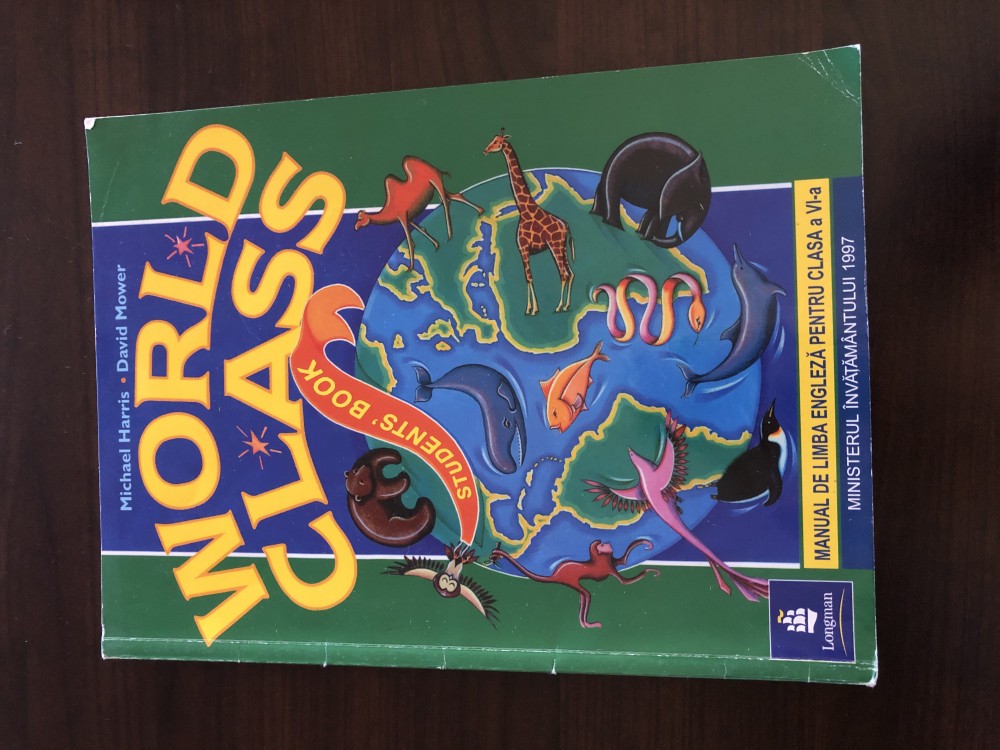 Michael Harris • David Mower
WORLD
CLASS
STUDENTS' BOOK
MANUAL DE LIMBA ENGLEZĂ PENTRU CLASA a VI-a
MINISTERUL ÎNVĂŢĂMÂNTULUI 1997
Longman